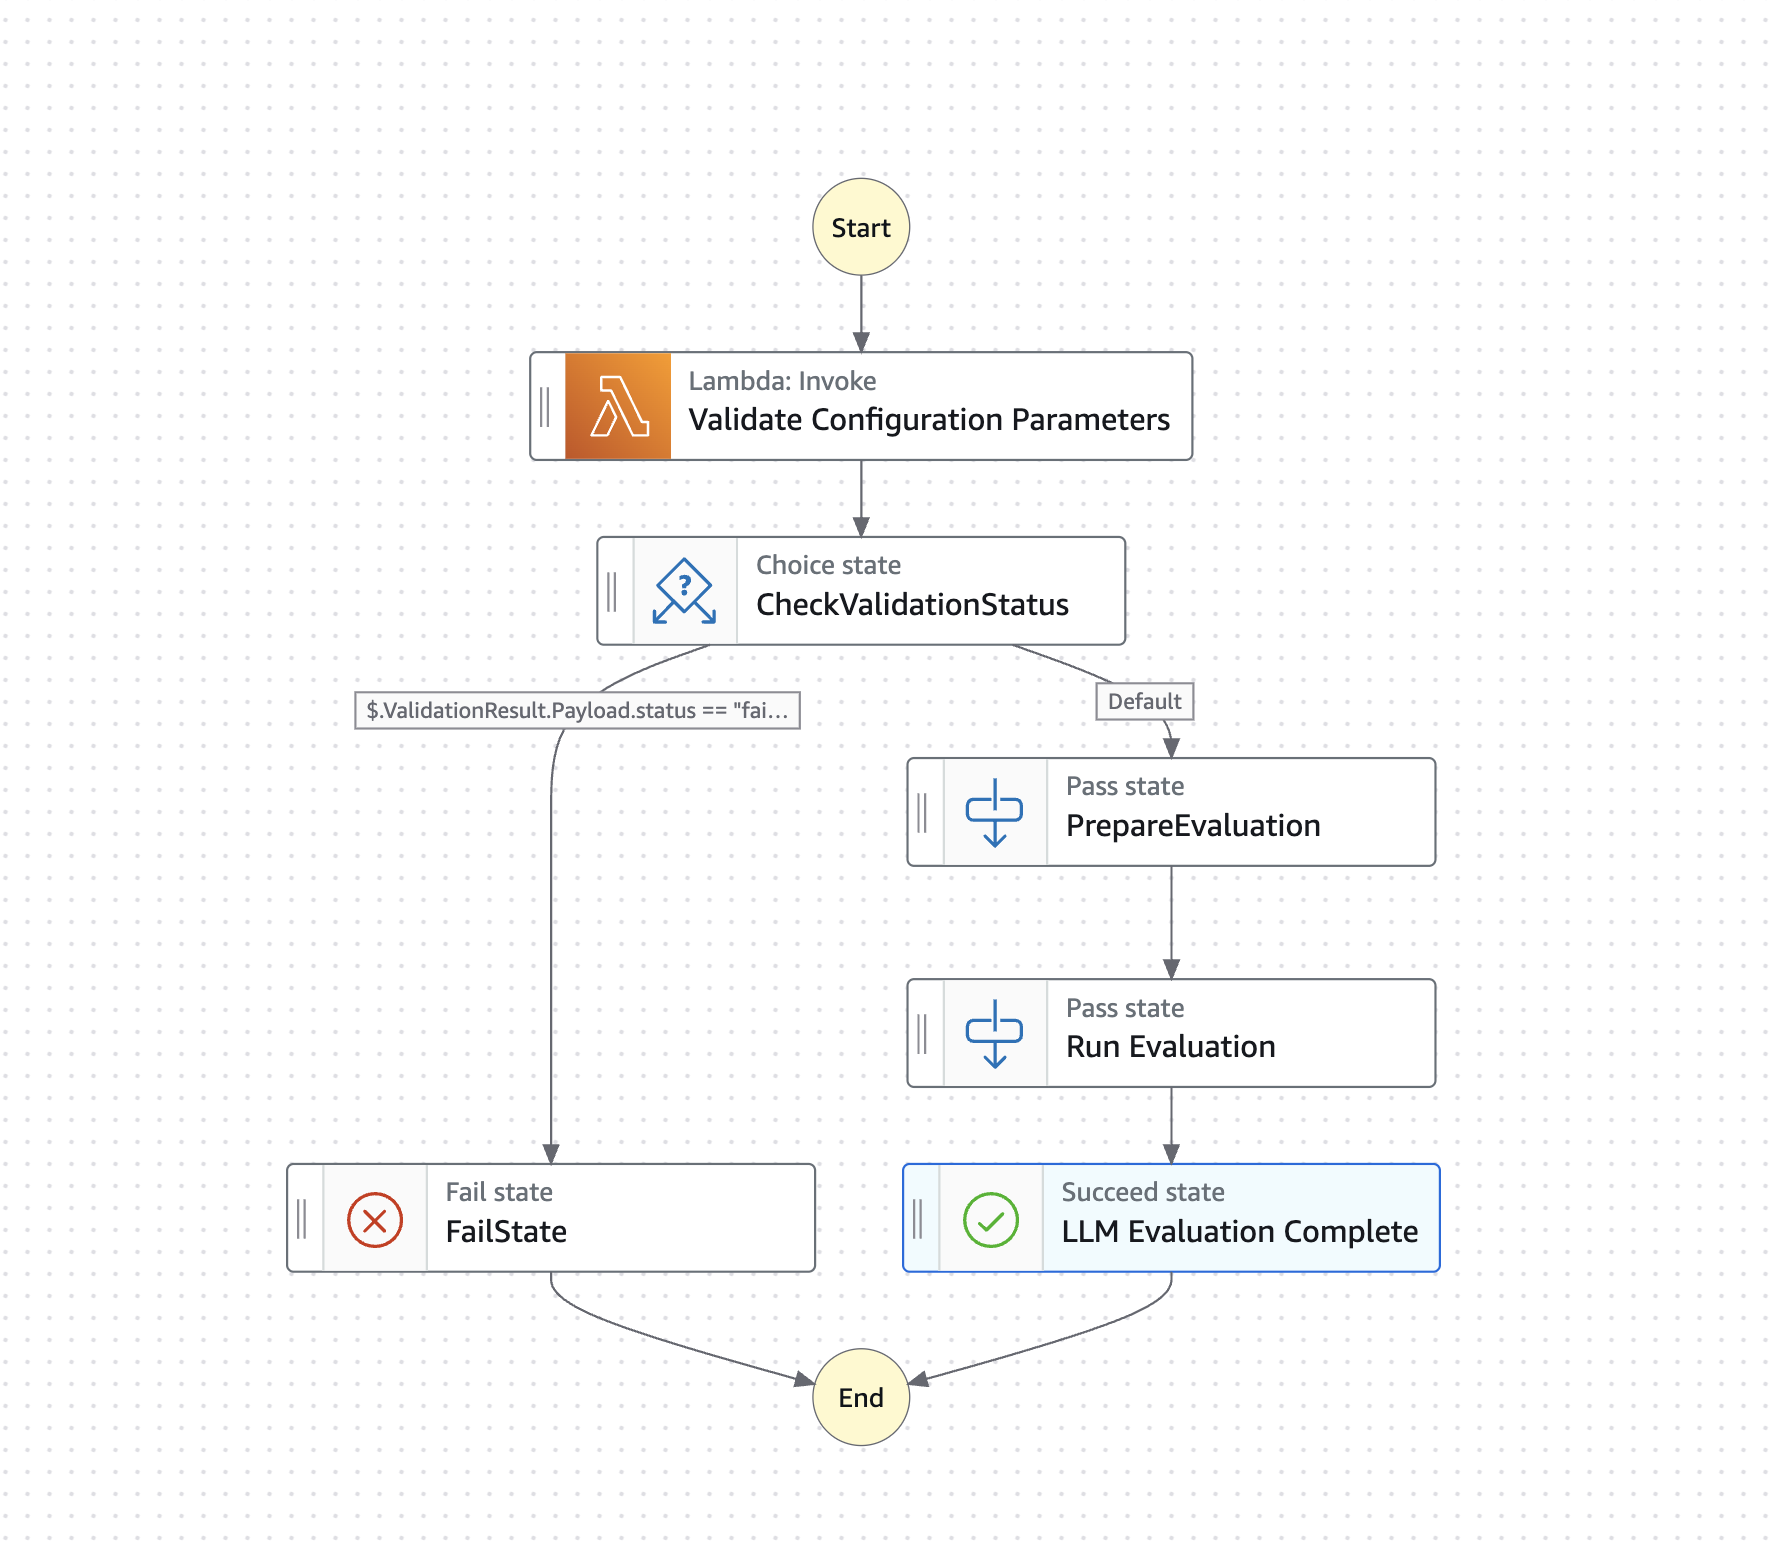 Start
Lambda: Invoke
Validate Configuration Parameters
Choice state
CheckValidationStatus
$.ValidationResult.Payload.status == "fai...
Default
Pass state
PrepareEvaluation
Pass state
Run Evaluation
Fail state
FailState
Succeed state
LLM Evaluation Complete
End